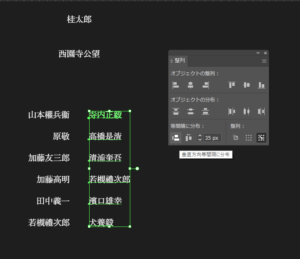 桂太郎
西園寺公望
山本權兵衞
寺内正毅
原敬
高橋是清
加藤友三郎
清浦奎吾
加藤高明
若槻禮次郎
田中義一
濱口雄幸
若槻禮次郎
犬養毅
整列
オブジェクトの整列：
オブジェクトの分布：
等間隔に分布：
整列：
35 px
垂直方向等間隔に分布